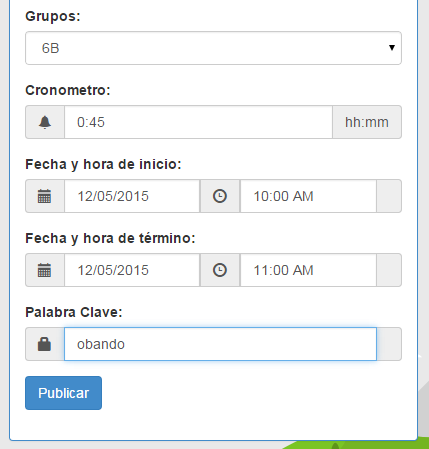 Grupos:
6B
Cronometro:
0:45 hh:mm
Fecha y hora de inicio:
12/05/2015 10:00 AM
Fecha y hora de término:
12/05/2015 11:00 AM
Palabra Clave:
obando
Publicar